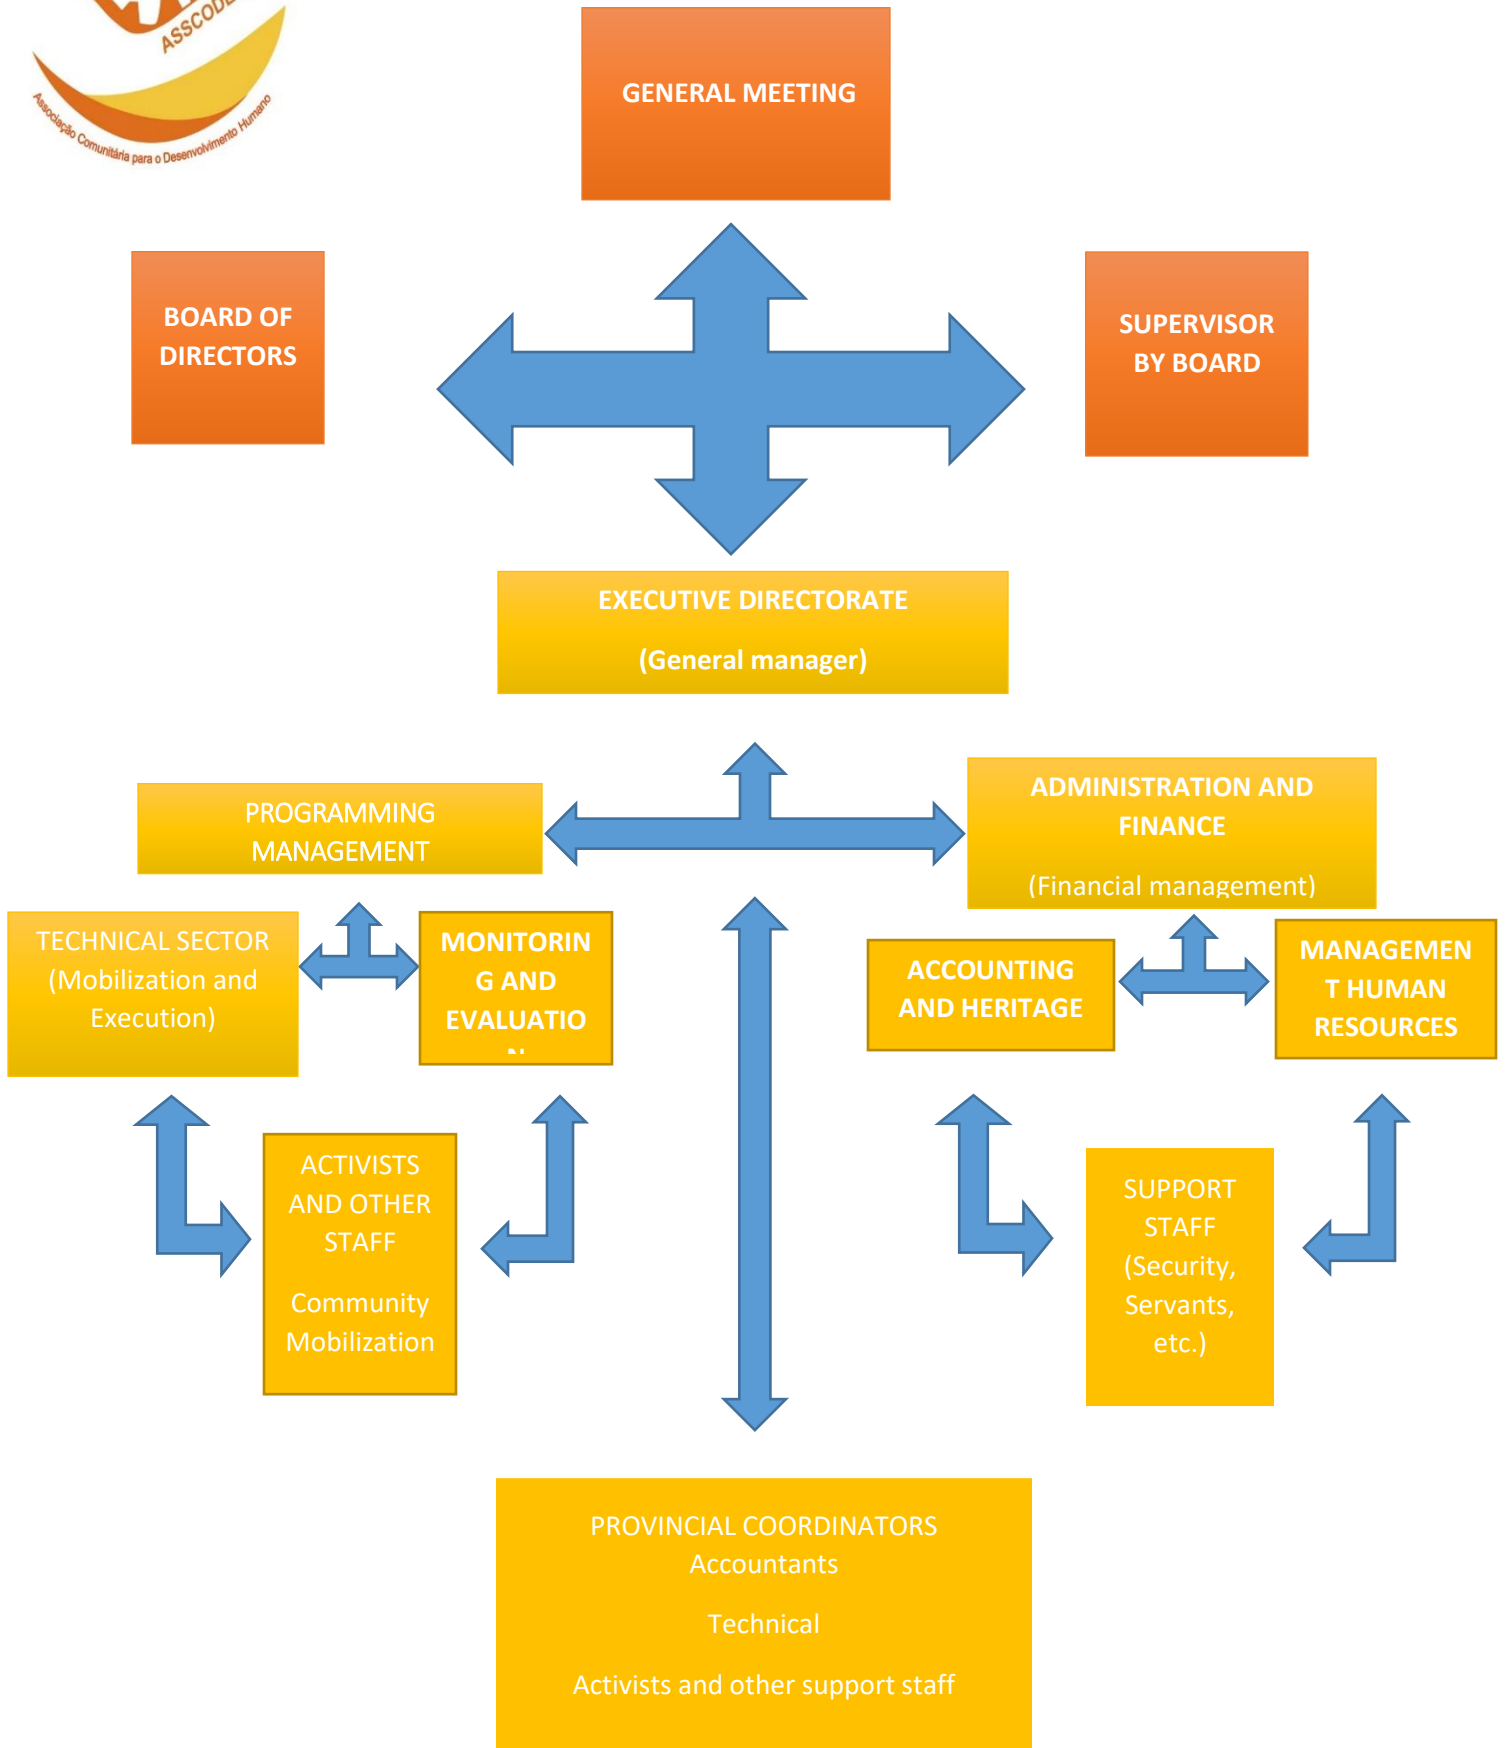 Associação Comunitária para o Desenvolvimento Humano
GENERAL MEETING
BOARD OF
DIRECTORS
SUPERVISOR
BY BOARD
EXECUTIVE DIRECTORATE
(General manager)
PROGRAMMING
MANAGEMENT
ADMINISTRATION AND
FINANCE
(Financial management)
TECHNICAL SECTOR
(Mobilization and
Execution)
MONITORIN
G AND
EVALUATIO
N
ACCOUNTING
AND HERITAGE
MANAGEMEN
T HUMAN
RESOURCES
ACTIVISTS
AND OTHER
STAFF
Community
Mobilization
SUPPORT
STAFF
(Security,
Servants,
etc.)
PROVINCIAL COORDINATORS
Accountants
Technical
Activists and other support staff